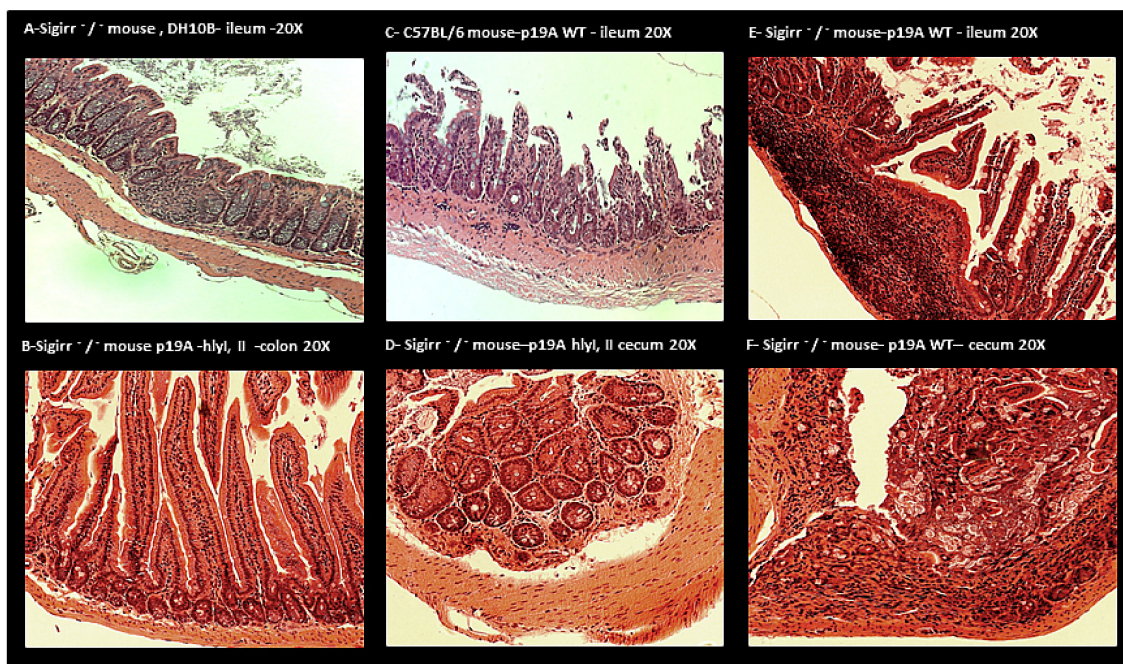 A-Sigirr ⁻/⁻ mouse , DH10B- ileum -20X
C- C57BL/6 mouse-p19A WT - ileum 20X
E- Sigirr ⁻/⁻ mouse-p19A WT - ileum 20X
B-Sigirr ⁻/⁻ mouse p19A -hlyI, II -colon 20X
D- Sigirr ⁻/⁻ mouse–p19A hlyI, II cecum 20X
F- Sigirr ⁻/⁻ mouse- p19A WT– cecum 20X